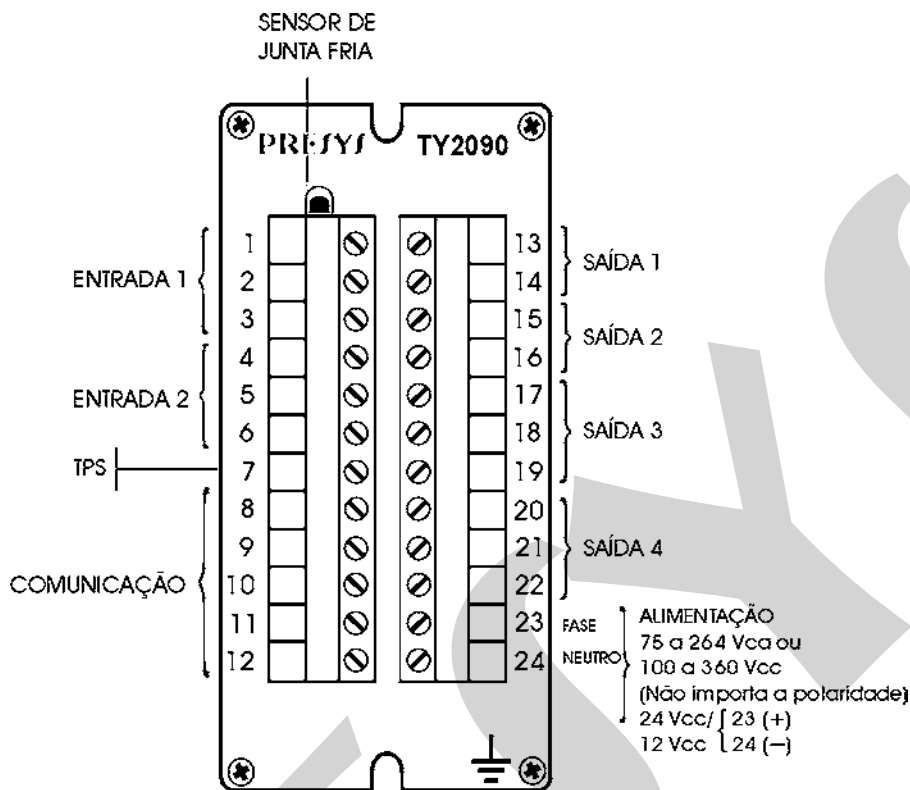 SENSOR DE
JUNTA FRIA
PRESYS TY2090
1
2
3
4
5
6
7
8
9
10
11
12
ENTRADA 1
ENTRADA 2
TPS
COMUNICAÇÃO
13
14
15
16
17
18
19
20
21
22
23
24
SAÍDA 1
SAÍDA 2
SAÍDA 3
SAÍDA 4
FASE
NEUTRO
ALIMENTAÇÃO
75 a 264 Vca ou
100 a 360 Vcc
(Não importa a polaridade)
24 Vcc/ 23 (+)
12 Vcc 24 (−)